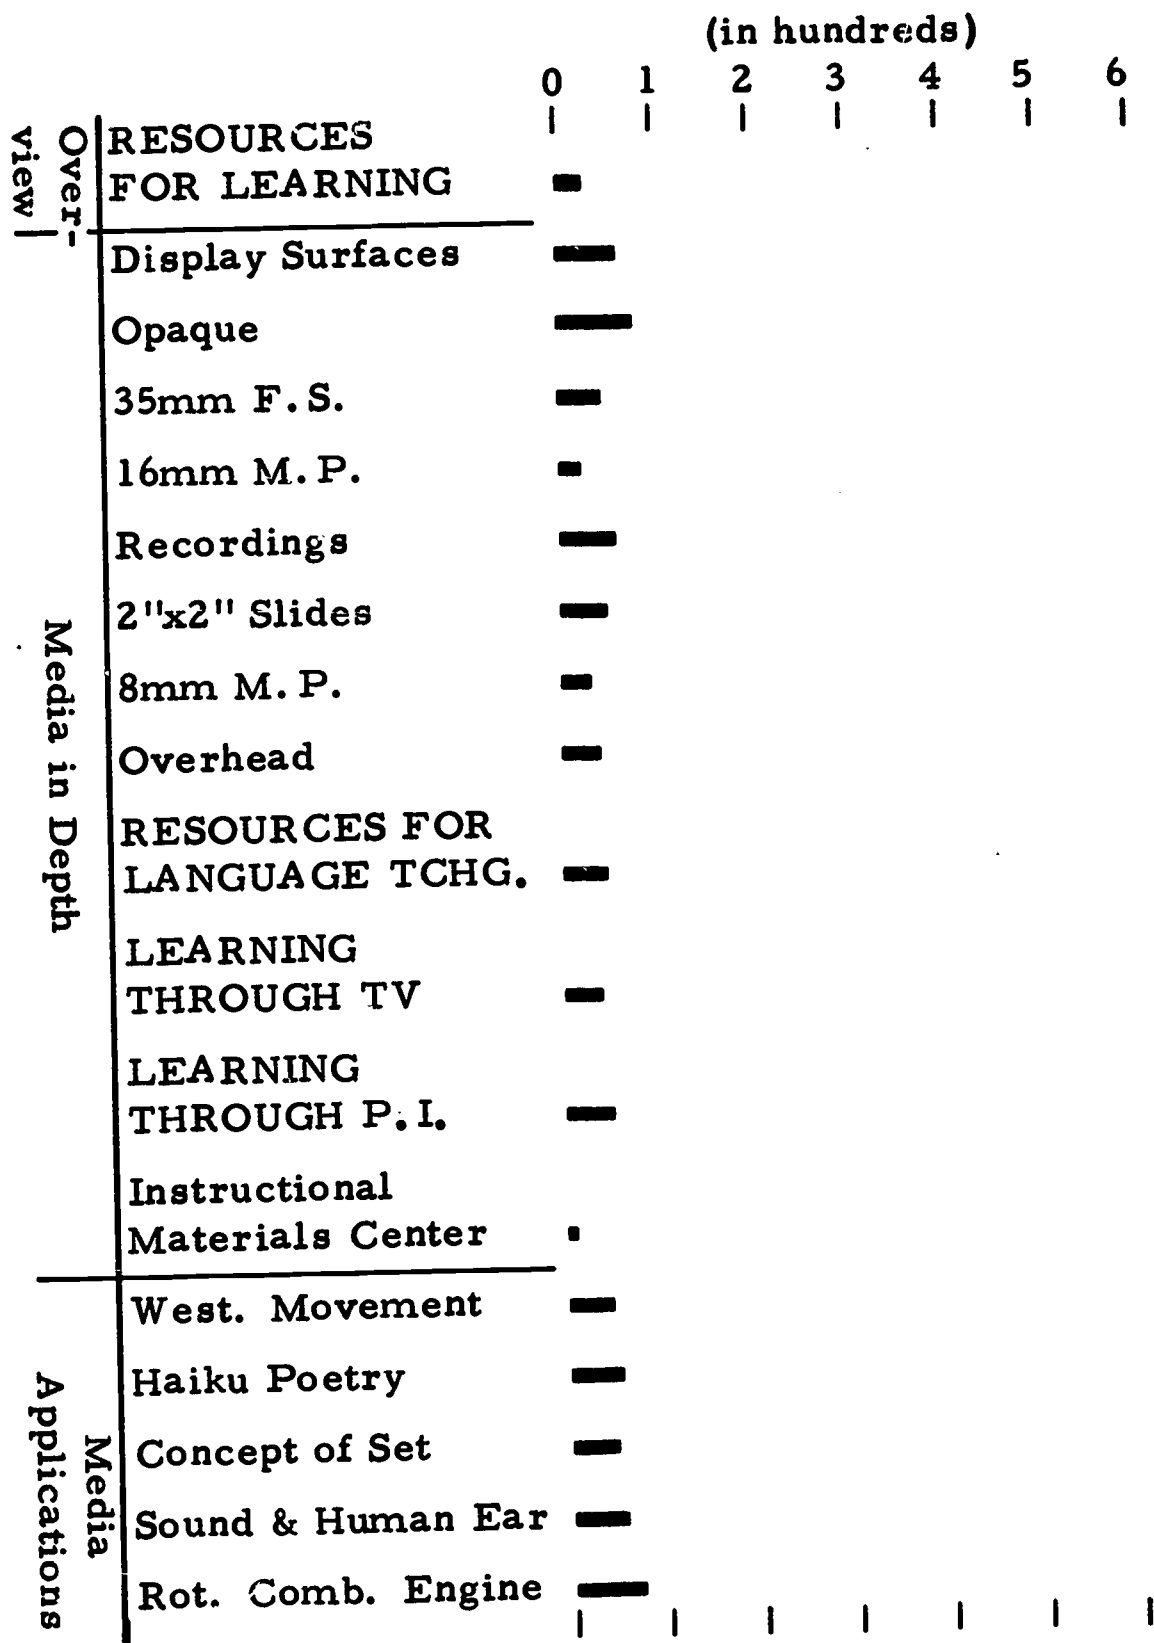 (in hundreds)
0 1 2 3 4 5 6
Over-
view
RESOURCES
FOR LEARNING
Media in Depth
Display Surfaces
Opaque
35mm F.S.
16mm M.P.
Recordings
2"x2" Slides
8mm M.P.
Overhead
RESOURCES FOR
LANGUAGE TCHG.
LEARNING
THROUGH TV
LEARNING
THROUGH P.I.
Instructional
Materials Center
Media
Applications
West. Movement
Haiku Poetry
Concept of Set
Sound & Human Ear
Rot. Comb. Engine